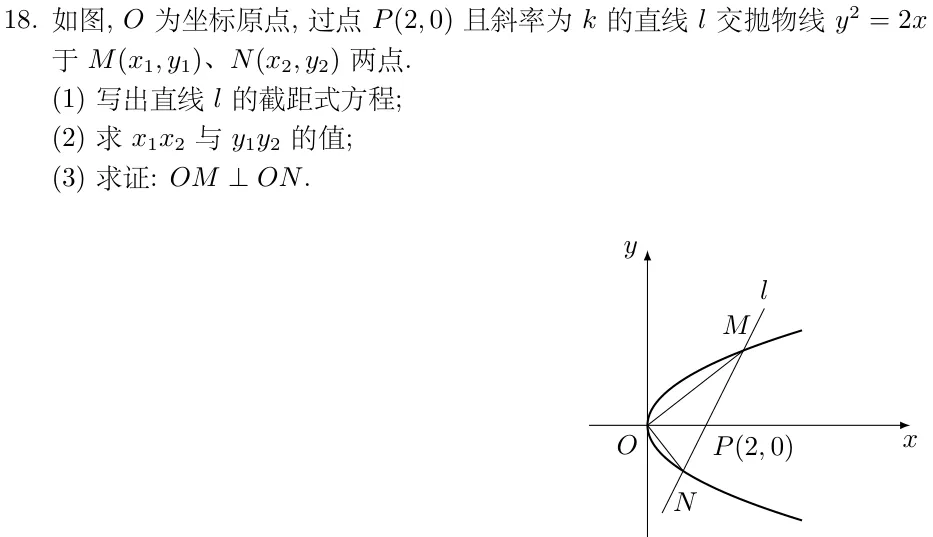 18. 如图, O 为坐标原点, 过点 P(2, 0) 且斜率为 k 的直线 l 交抛物线 y² = 2x
于 M(x₁, y₁)、N(x₂, y₂) 两点.
(1) 写出直线 l 的截距式方程;
(2) 求 x₁x₂ 与 y₁y₂ 的值;
(3) 求证: OM ⊥ ON.
y
l
M
O
P(2, 0)
x
N